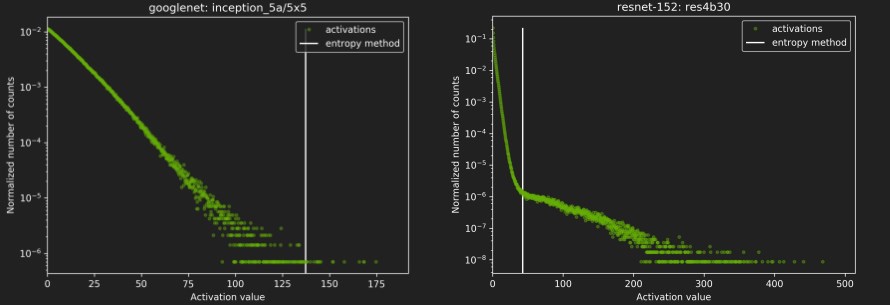 googlenet: inception_5a/5x5
activations
entropy method
Normalized number of counts
10⁻²
10⁻³
10⁻⁴
10⁻⁵
10⁻⁶
0 25 50 75 100 125 150 175
Activation value
resnet-152: res4b30
activations
entropy method
Normalized number of counts
10⁻¹
10⁻²
10⁻³
10⁻⁴
10⁻⁵
10⁻⁶
10⁻⁷
10⁻⁸
0 100 200 300 400 500
Activation value